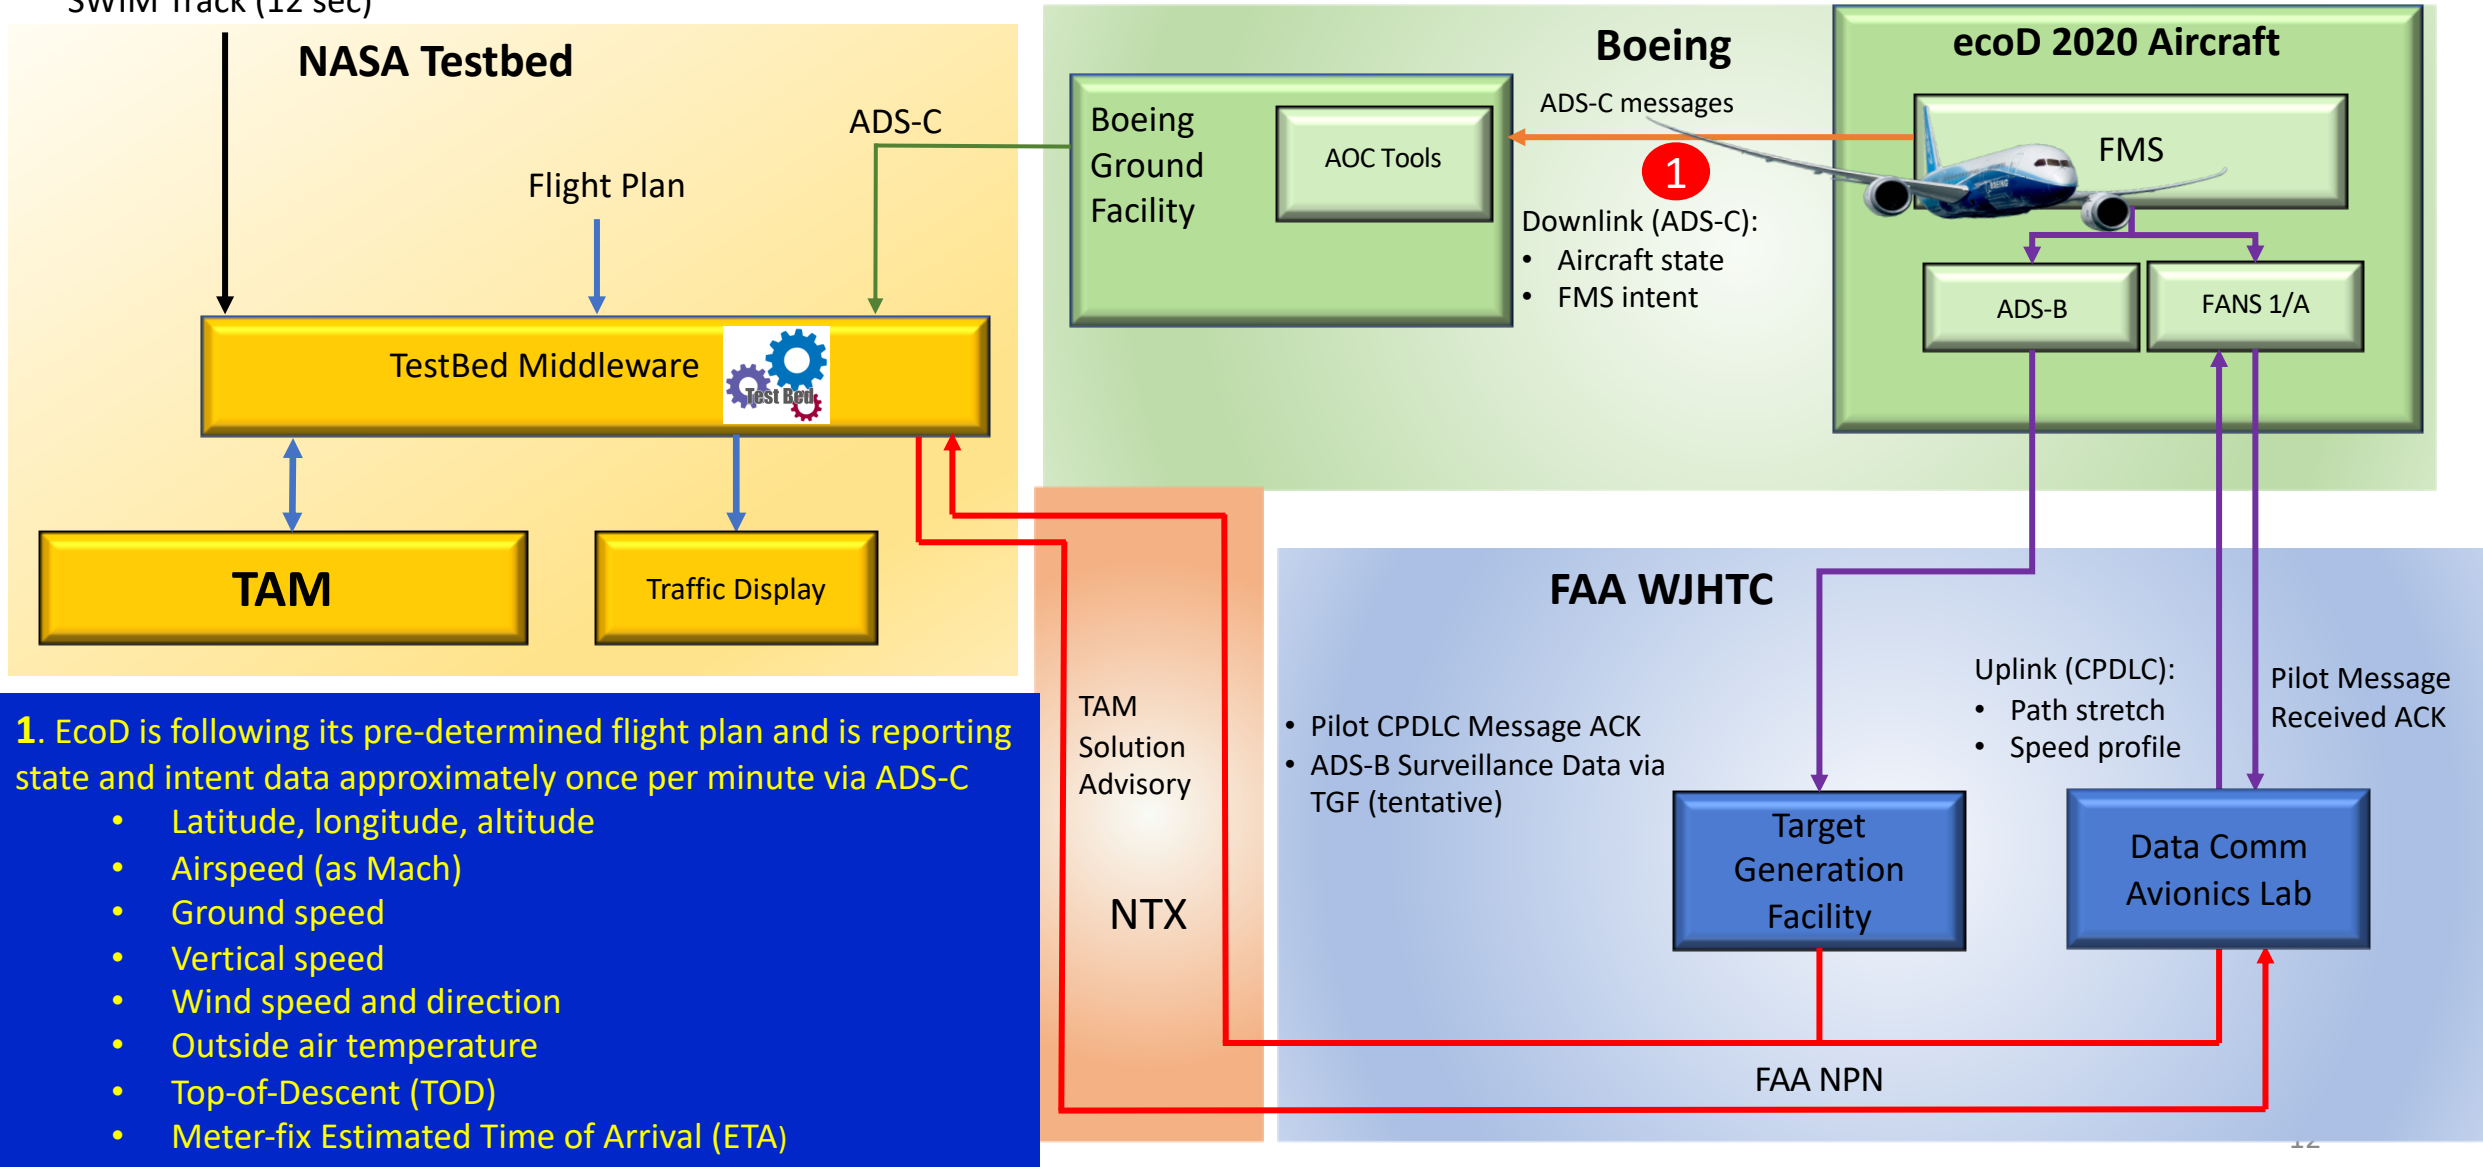 SWIM Track (12 sec)
NASA Testbed
ADS-C
Flight Plan
TestBed Middleware
Test Bed
TAM
Traffic Display
Boeing
ecoD 2020 Aircraft
Boeing
Ground
Facility
AOC Tools
ADS-C messages
1
Downlink (ADS-C):
• Aircraft state
• FMS intent
FMS
BOEING
ADS-B
FANS 1/A
1. EcoD is following its pre-determined flight plan and is reporting
state and intent data approximately once per minute via ADS-C
• Latitude, longitude, altitude
• Airspeed (as Mach)
• Ground speed
• Vertical speed
• Wind speed and direction
• Outside air temperature
• Top-of-Descent (TOD)
• Meter-fix Estimated Time of Arrival (ETA)
TAM
Solution
Advisory
NTX
FAA WJHTC
• Pilot CPDLC Message ACK
• ADS-B Surveillance Data via
TGF (tentative)
Uplink (CPDLC):
• Path stretch
• Speed profile
Pilot Message
Received ACK
Target
Generation
Facility
Data Comm
Avionics Lab
FAA NPN
12